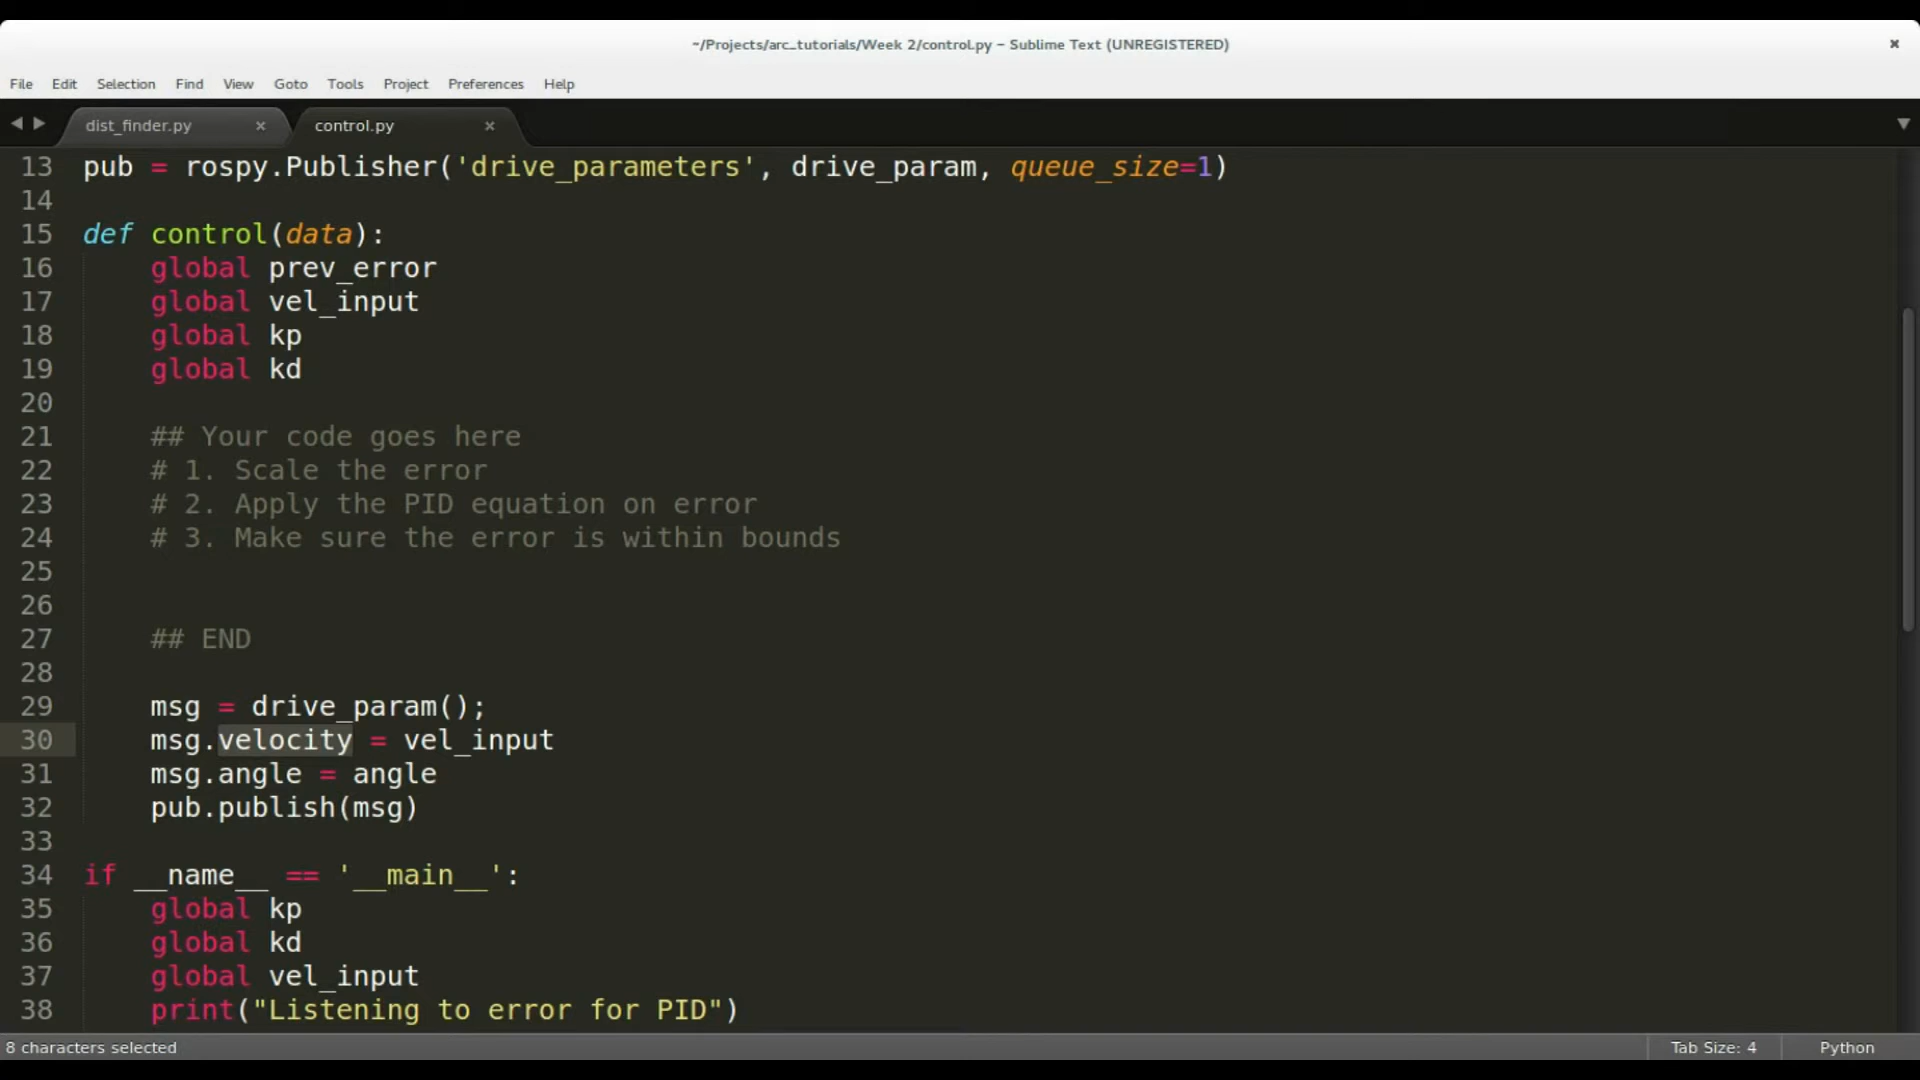 ~/Projects/arc_tutorials/Week 2/control.py – Sublime Text (UNREGISTERED)
File Edit Selection Find View Goto Tools Project Preferences Help
dist_finder.py control.py
13 pub = rospy.Publisher('drive_parameters', drive_param, queue_size=1)
14
15 def control(data):
16 global prev_error
17 global vel_input
18 global kp
19 global kd
20
21 ## Your code goes here
22 # 1. Scale the error
23 # 2. Apply the PID equation on error
24 # 3. Make sure the error is within bounds
25
26
27 ## END
28
29 msg = drive_param();
30 msg.velocity = vel_input
31 msg.angle = angle
32 pub.publish(msg)
33
34 if __name__ == '__main__':
35 global kp
36 global kd
37 global vel_input
38 print("Listening to error for PID")
8 characters selected Tab Size: 4 Python